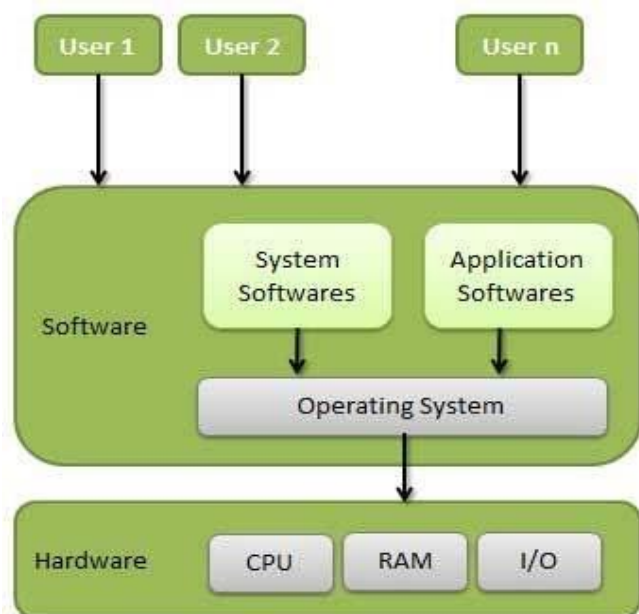 User 1
User 2
User n
System
Softwares
Application
Softwares
Software
Operating System
Hardware
CPU
RAM
I/O